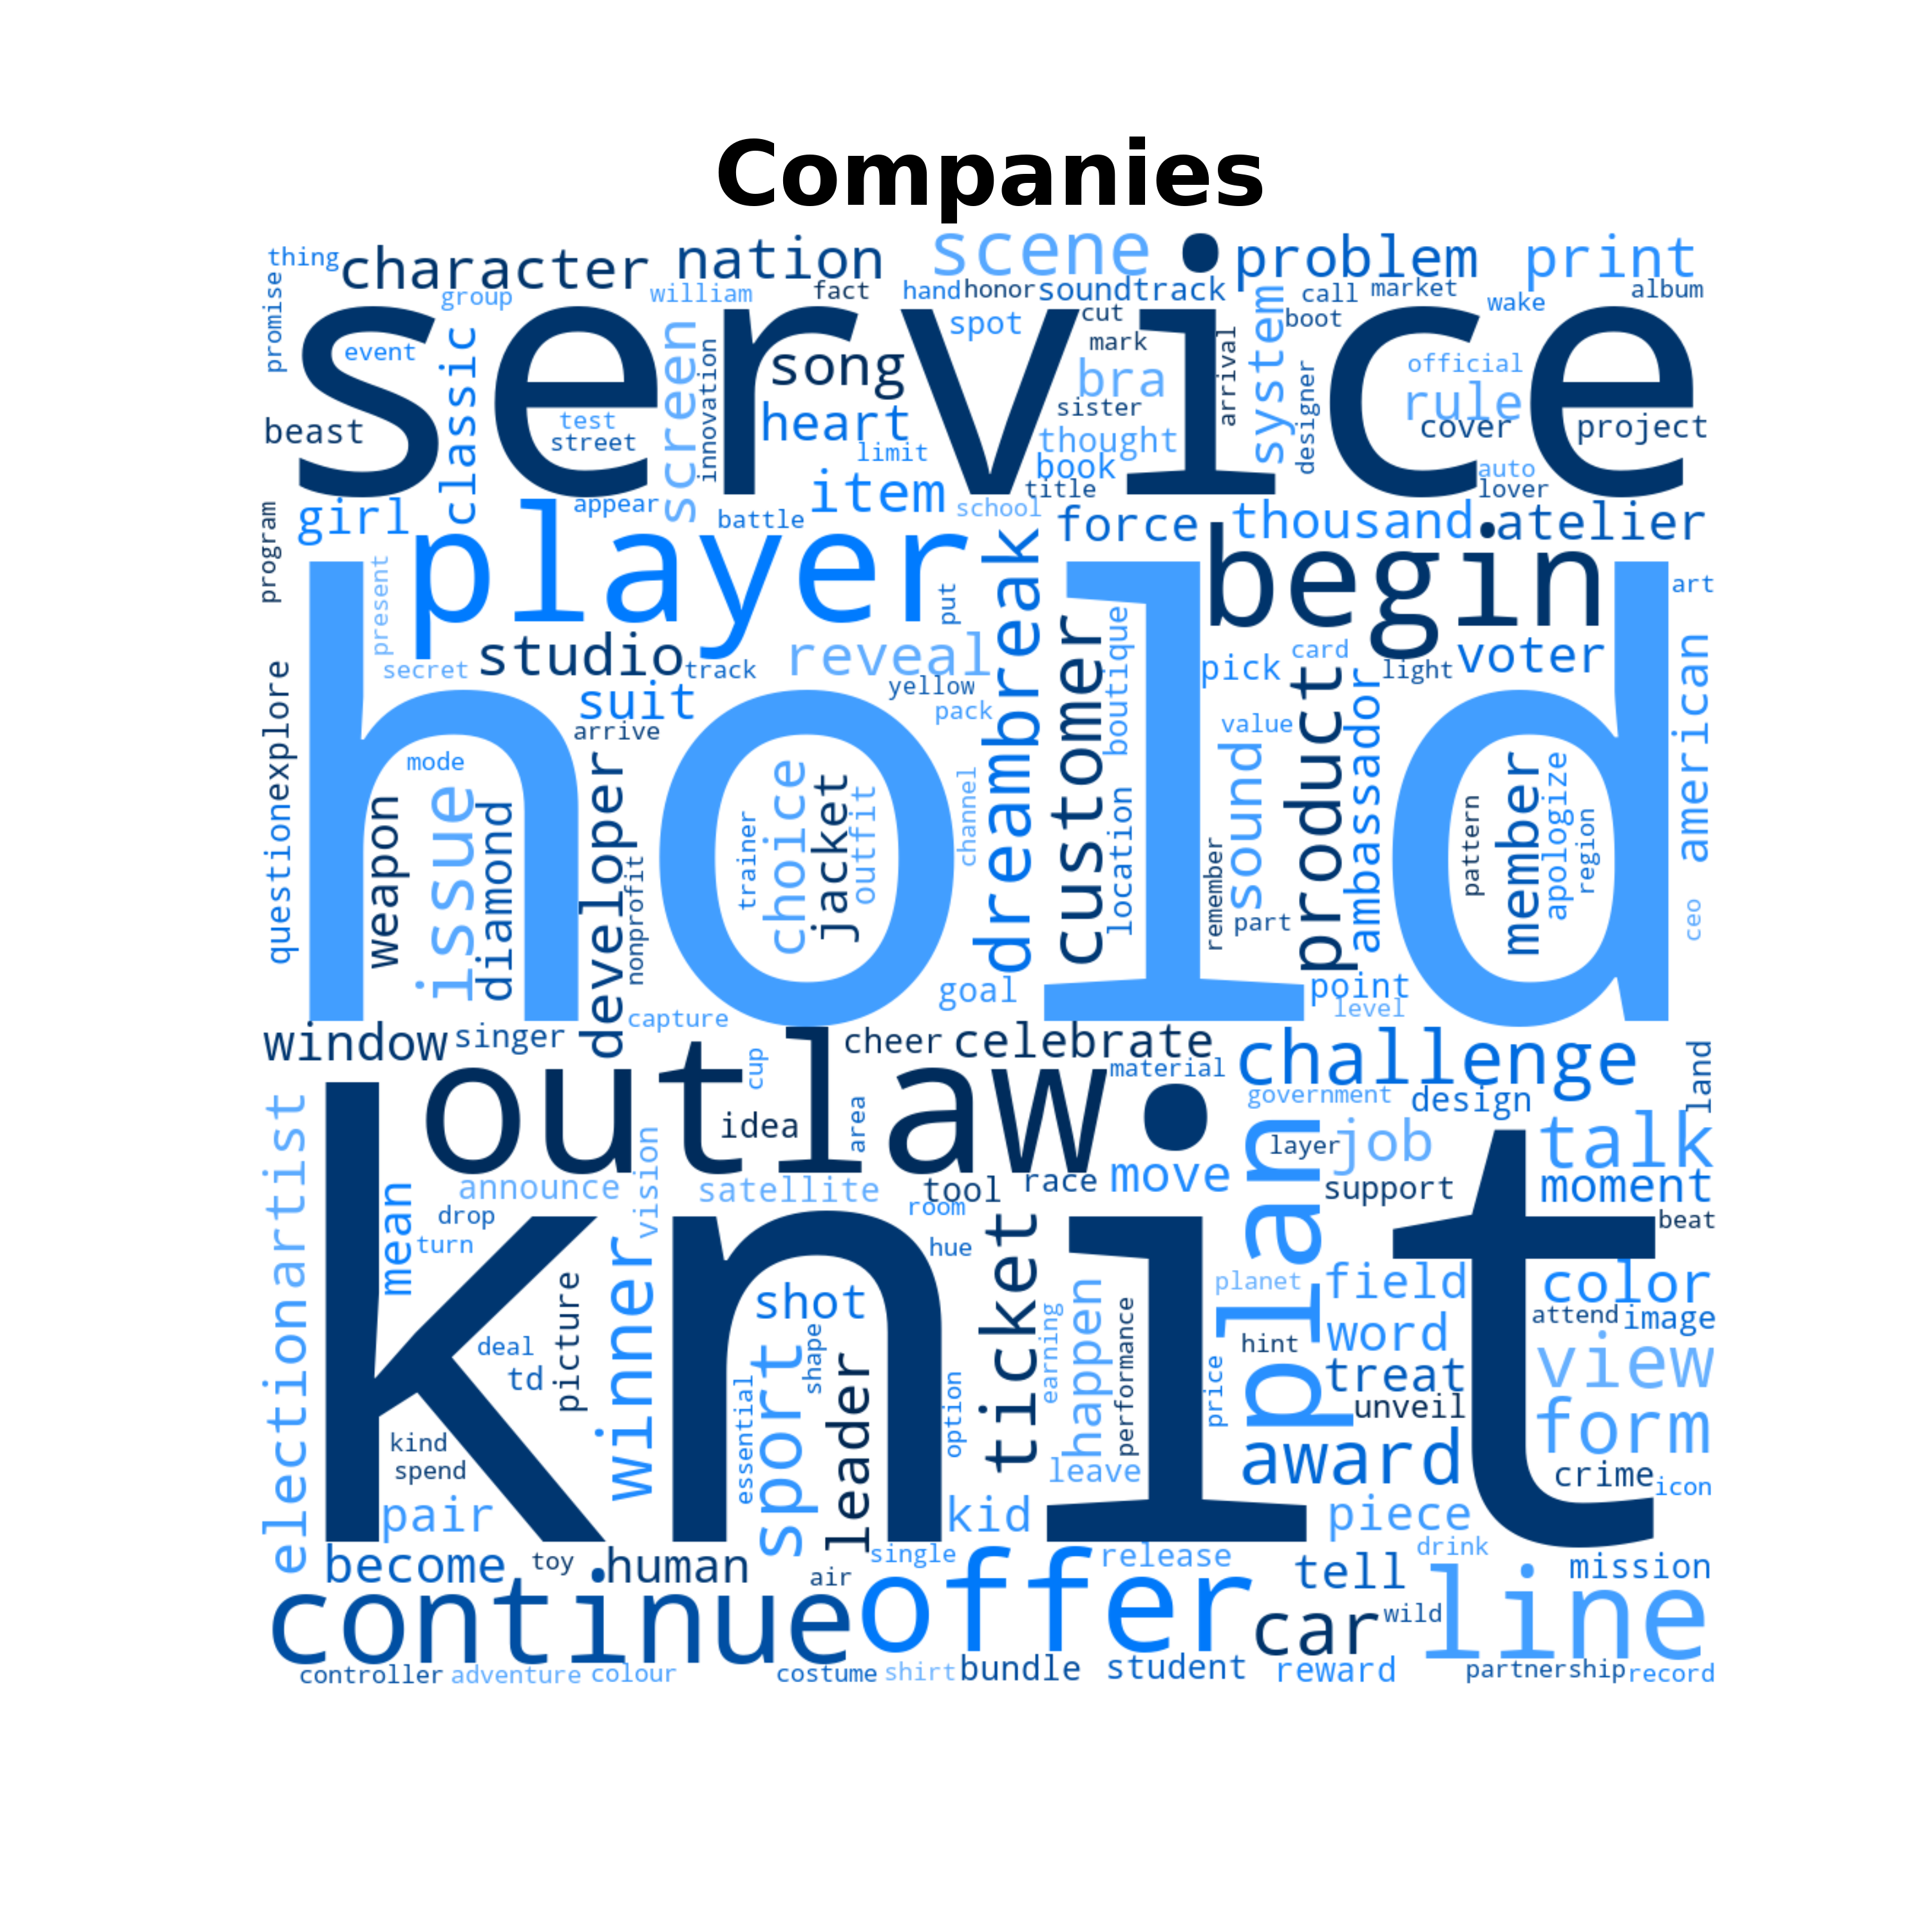 Companies
thing character nation scene problem print
promise group william fact hand honor soundtrack call market wake album
service
event classic screen innovation song spot cut mark bra arrival system boot designer official rule
beast test street heart limit sister thought book title cover project auto lover
program girl appear battle item school force thousand atelier
player begin
present put dreambreak customer boutique art
secret studio track reveal pick card light voter american
hold
explore suit arrive yellow pack value product ambassador
question mode weapon issue diamond developer nonprofit trainer choice jacket outfit channel location remember sound part pattern member apologize region ceo
goal point level
window singer capture cup cheer celebrate material challenge land
outlaw
idea area government design
artist election mean announce vision satellite tool race move room plan layer job support talk moment
drop turn hue beat
knit
winner picture shot ticket happen performance planet field color attend image
deal td shape sport essential leader option earning price hint word treat unveil view
kind spend leave award form crime icon
pair kid piece
become toy human air single release tell drink mission
continue offer car wild line
controller adventure colour costume shirt bundle student reward partnership record